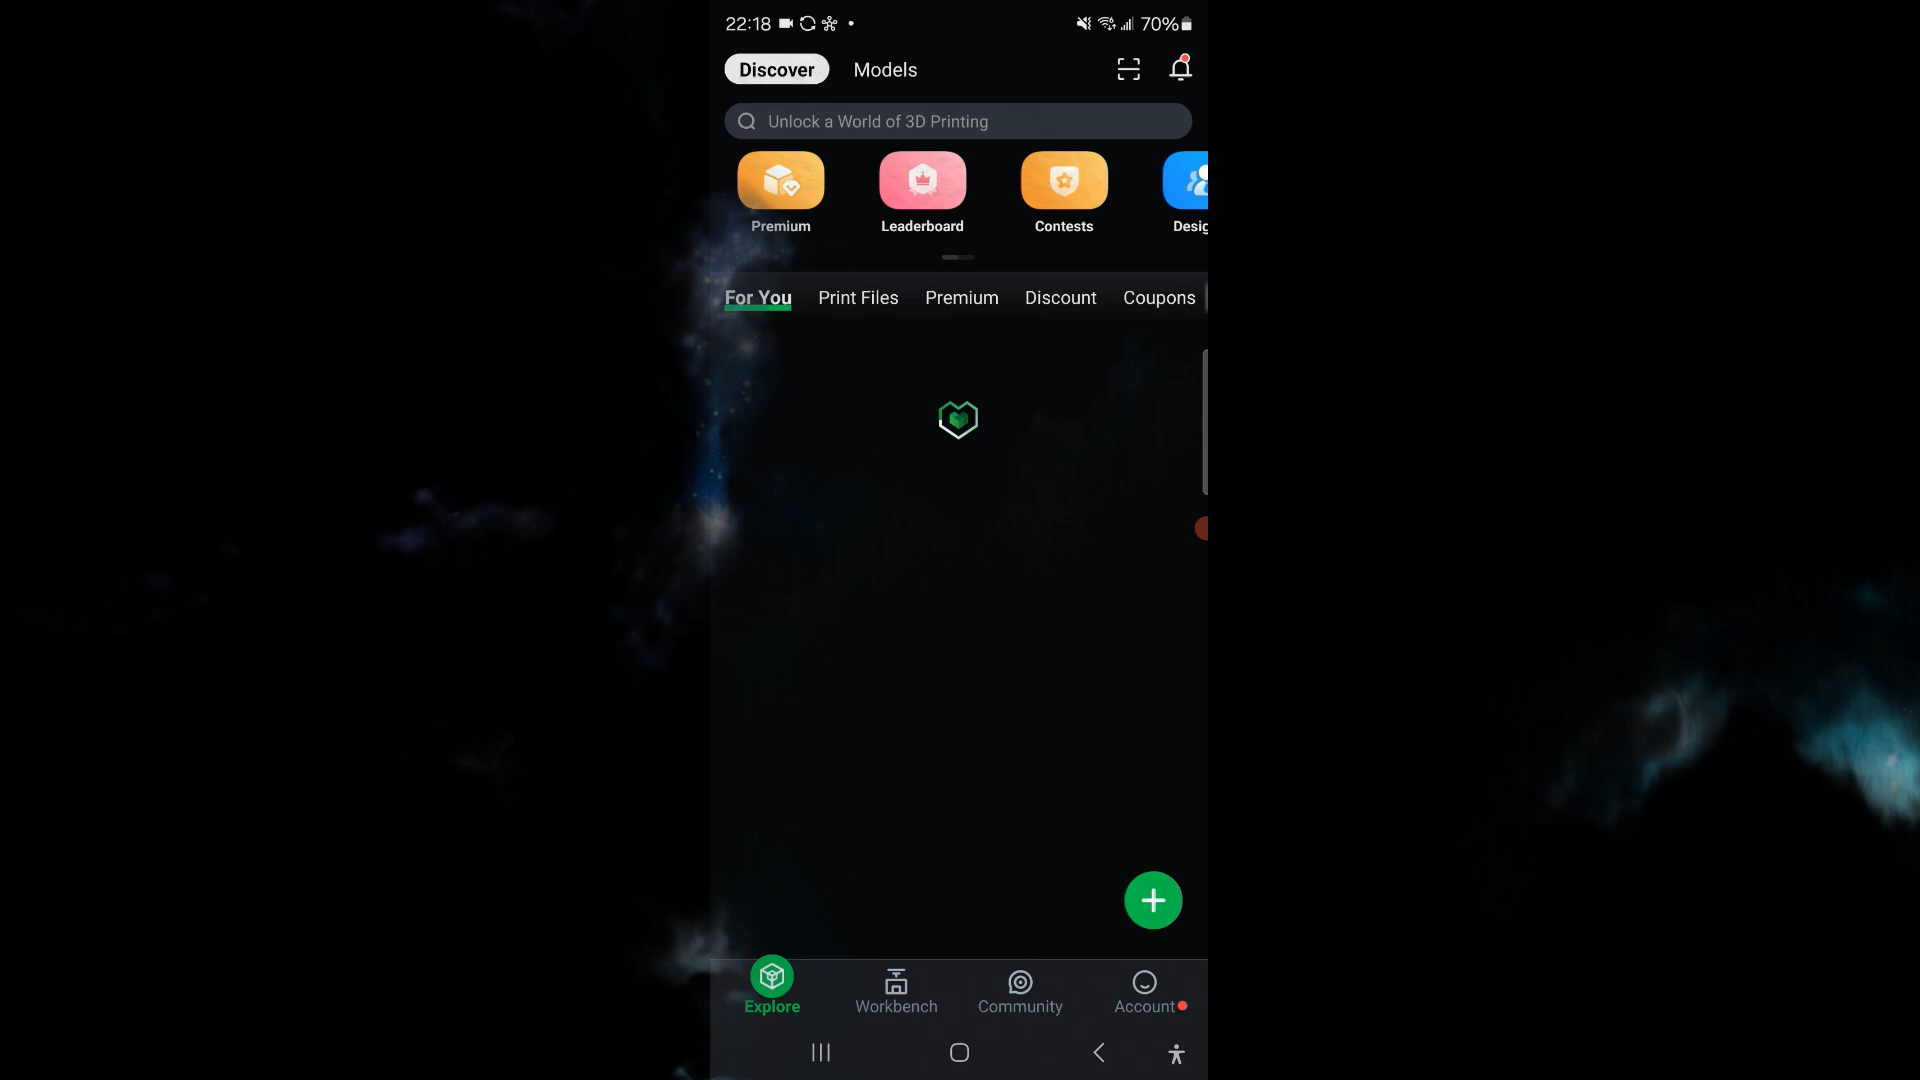 22:18 70%
Discover Models
Unlock a World of 3D Printing
Premium Leaderboard Contests Desig
For You Print Files Premium Discount Coupons
Explore Workbench Community Account